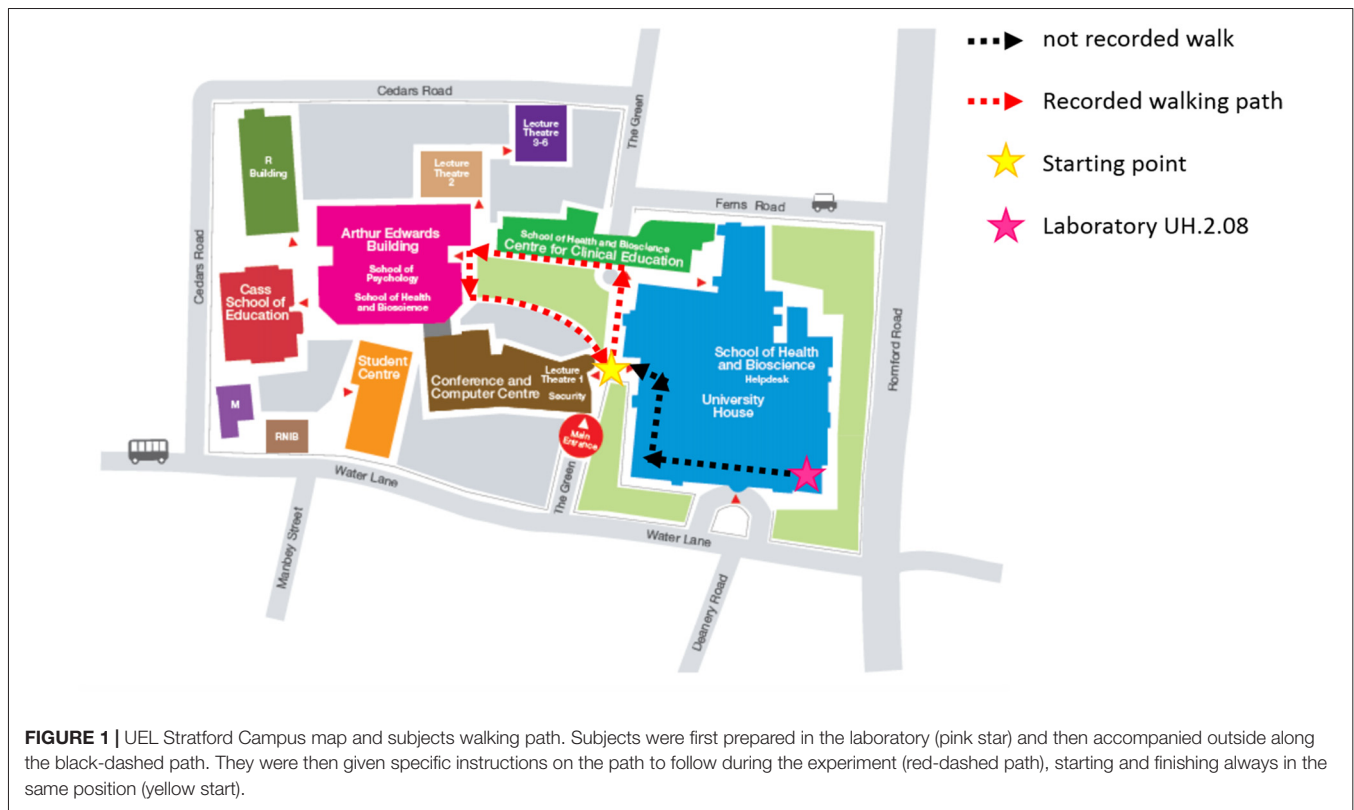 not recorded walk
Recorded walking path
Starting point
Laboratory UH.2.08
Cedars Road
The Green
Lecture
Theatre
3-6
R
Building
Lecture
Theatre
2
Ferns Road
Cedars Road
Arthur Edwards
Building
School of
Psychology
School of Health
and Bioscience
School of Health and Bioscience
Centre for Clinical Education
Cass
School of
Education
Romford Road
School of Health
and Bioscience
Helpdesk
University
House
Student
Centre
Conference and
Computer Centre
Lecture
Theatre 1
Security
M
RNIB
Main
Entrance
The Green
Water Lane
Water Lane
Manbey Street
Deanery Road
FIGURE 1 | UEL Stratford Campus map and subjects walking path. Subjects were first prepared in the laboratory (pink star) and then accompanied outside along
the black-dashed path. They were then given specific instructions on the path to follow during the experiment (red-dashed path), starting and finishing always in the
same position (yellow start).